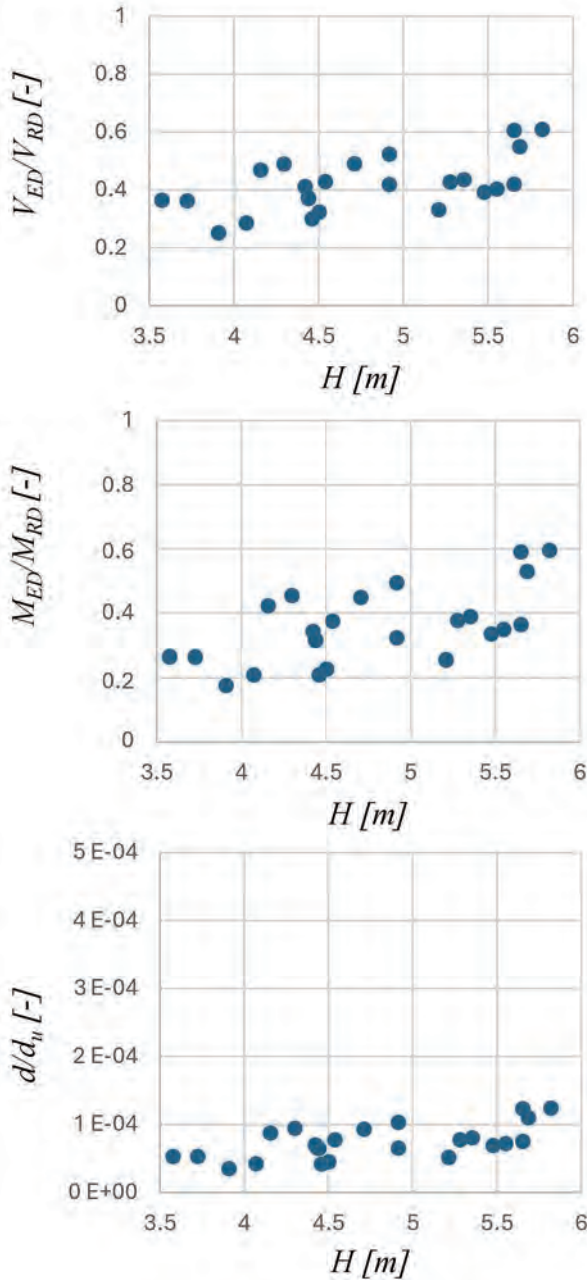 V_ED/V_RD [-]
1
0.8
0.6
0.4
0.2
0
3.5 4 4.5 5 5.5 6
H [m]
M_ED/M_RD [-]
1
0.8
0.6
0.4
0.2
0
3.5 4 4.5 5 5.5 6
H [m]
d/d_u [-]
5 E-04
4 E-04
3 E-04
2 E-04
1 E-04
0 E+00
3.5 4 4.5 5 5.5 6
H [m]